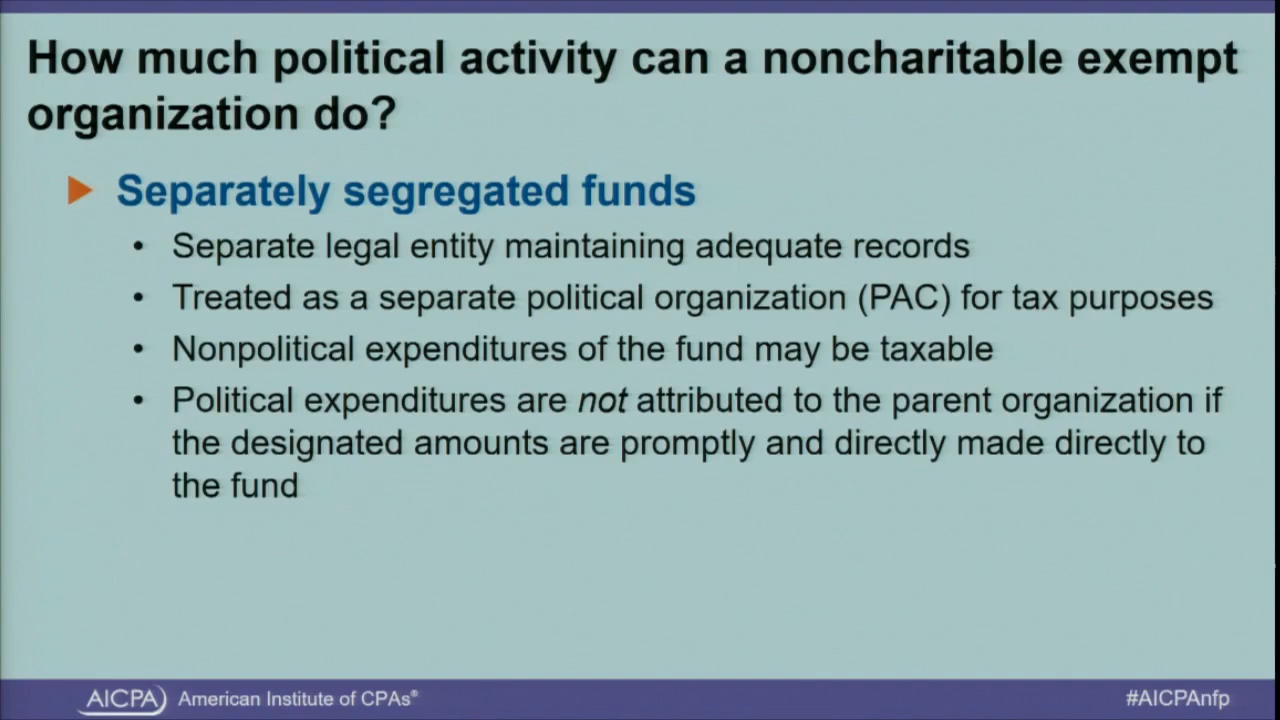 How much political activity can a noncharitable exempt
organization do?
Separately segregated funds
• Separate legal entity maintaining adequate records
• Treated as a separate political organization (PAC) for tax purposes
• Nonpolitical expenditures of the fund may be taxable
• Political expenditures are not attributed to the parent organization if
the designated amounts are promptly and directly made directly to
the fund
AICPA) American Institute of CPAs®
#AICPAnfp